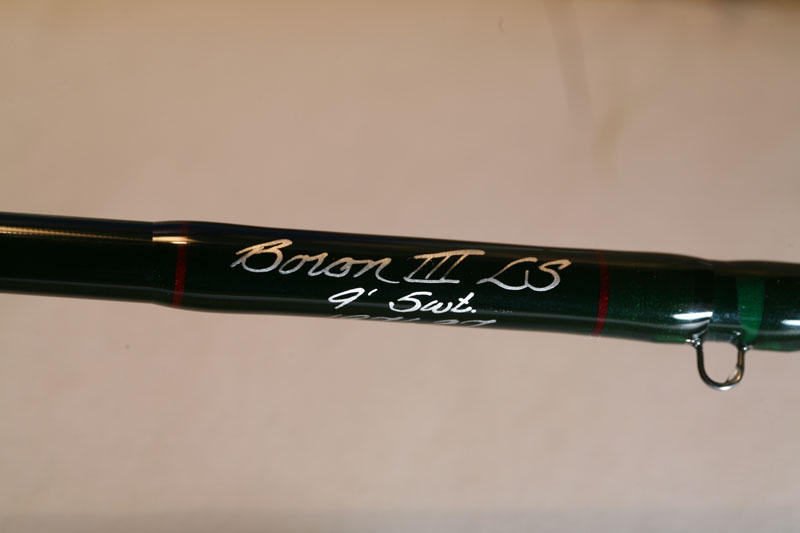 Boron III LS
9' 5wt.